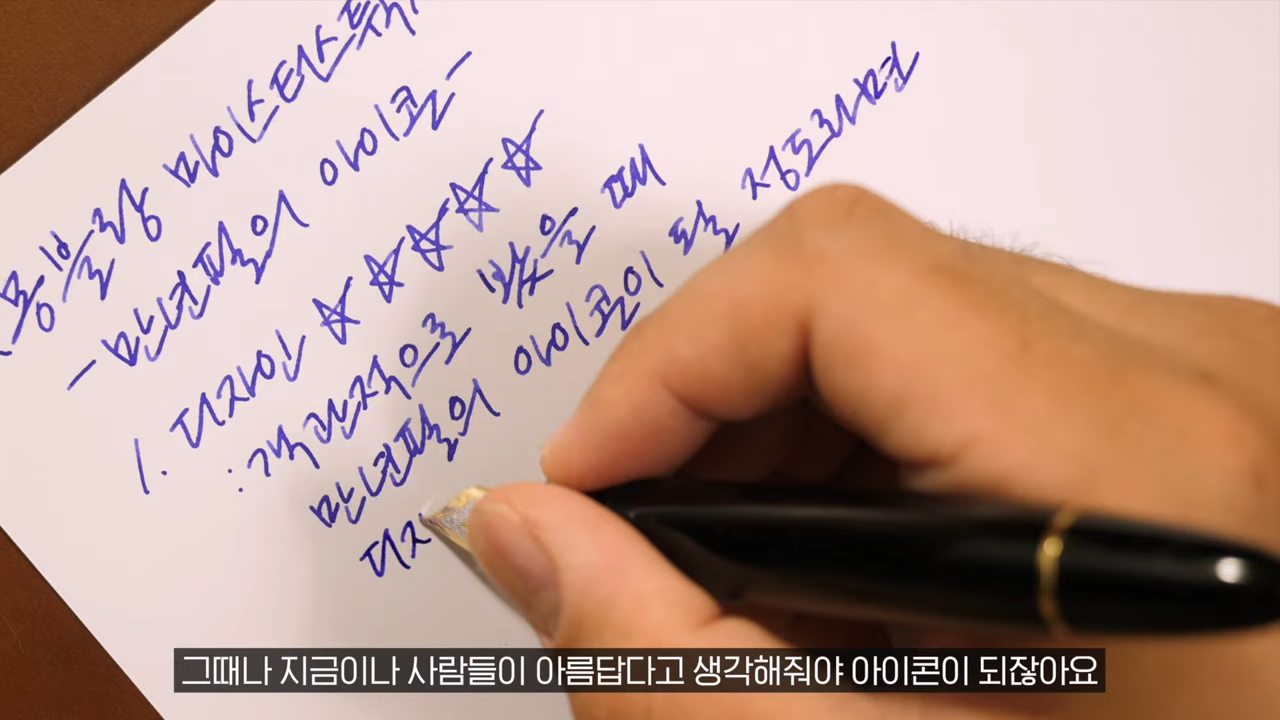 몽블랑 마이스터스튁
- 만년필의 아이콘 -
1. 디자인 ☆☆☆☆☆
: 객관적으로 봤을 때
만년필의 아이콘이 될 정도라면
디자
그때나 지금이나 사람들이 아름답다고 생각해줘야 아이콘이 되잖아요